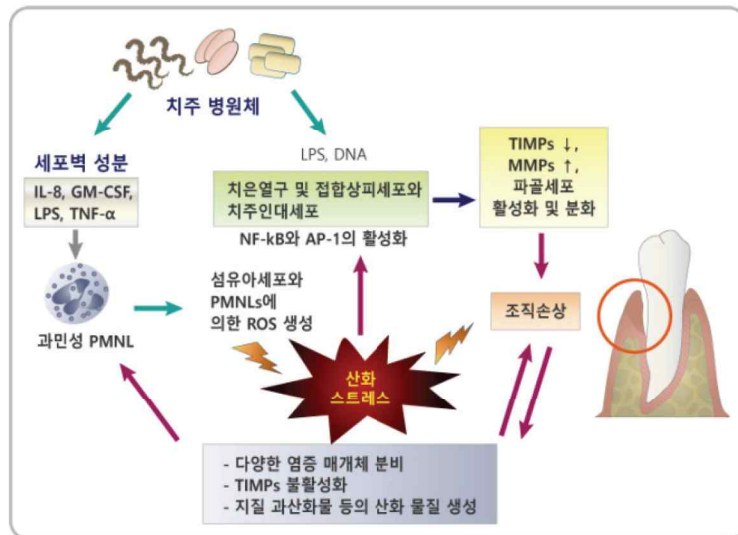 치주 병원체
세포벽 성분
IL-8, GM-CSF,
LPS, TNF-α
과민성 PMNL
LPS, DNA
치은열구 및 접합상피세포와
치주인대세포
NF-kB와 AP-1의 활성화
TIMPs ↓,
MMPs ↑,
파골세포
활성화 및 분화
섬유아세포와
PMNLs에
의한 ROS 생성
조직손상
산화
스트레스
- 다양한 염증 매개체 분비
- TIMPs 불활성화
- 지질 과산화물 등의 산화 물질 생성